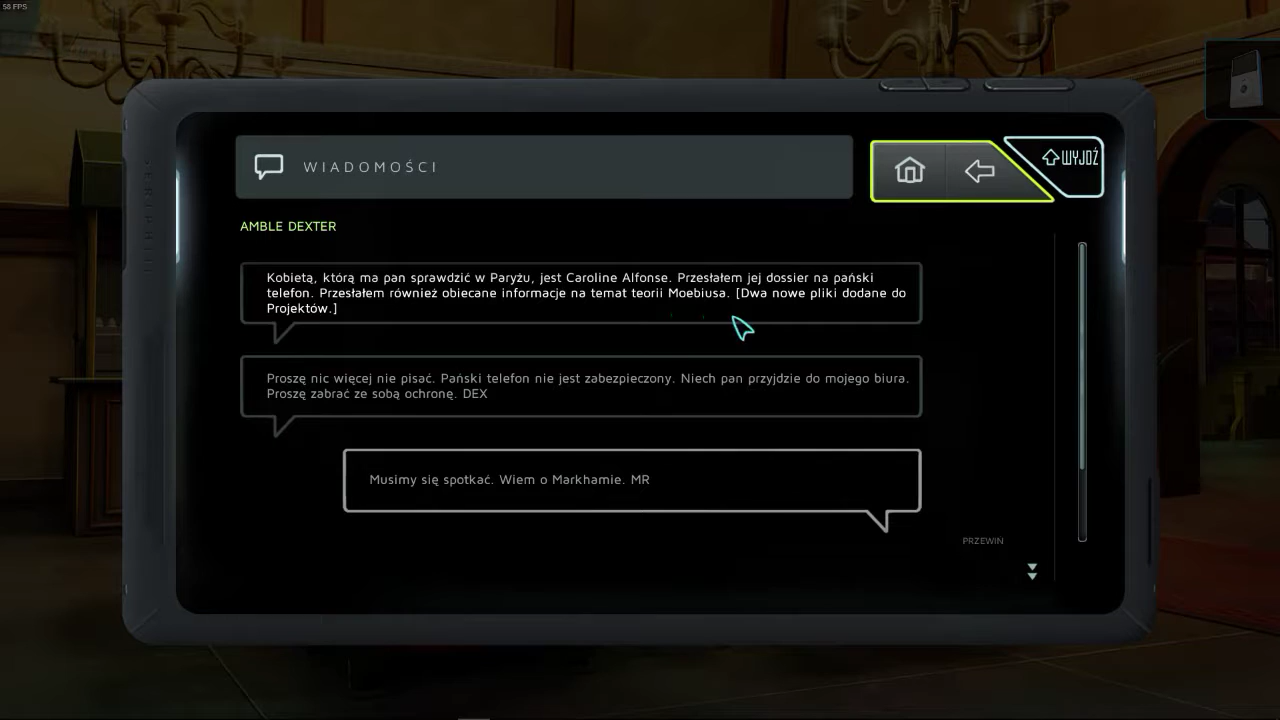 58 FPS
WIADOMOŚCI
WYJDŹ
AMBLE DEXTER
Kobietą, którą ma pan sprawdzić w Paryżu, jest Caroline Alfonse. Przesłałem jej dossier na pański
telefon. Przesłałem również obiecane informacje na temat teorii Moebiusa. [Dwa nowe pliki dodane do
Projektów.]
Proszę nic więcej nie pisać. Pański telefon nie jest zabezpieczony. Niech pan przyjdzie do mojego biura.
Proszę zabrać ze sobą ochronę. DEX
Musimy się spotkać. Wiem o Markhamie. MR
PRZEWIŃ